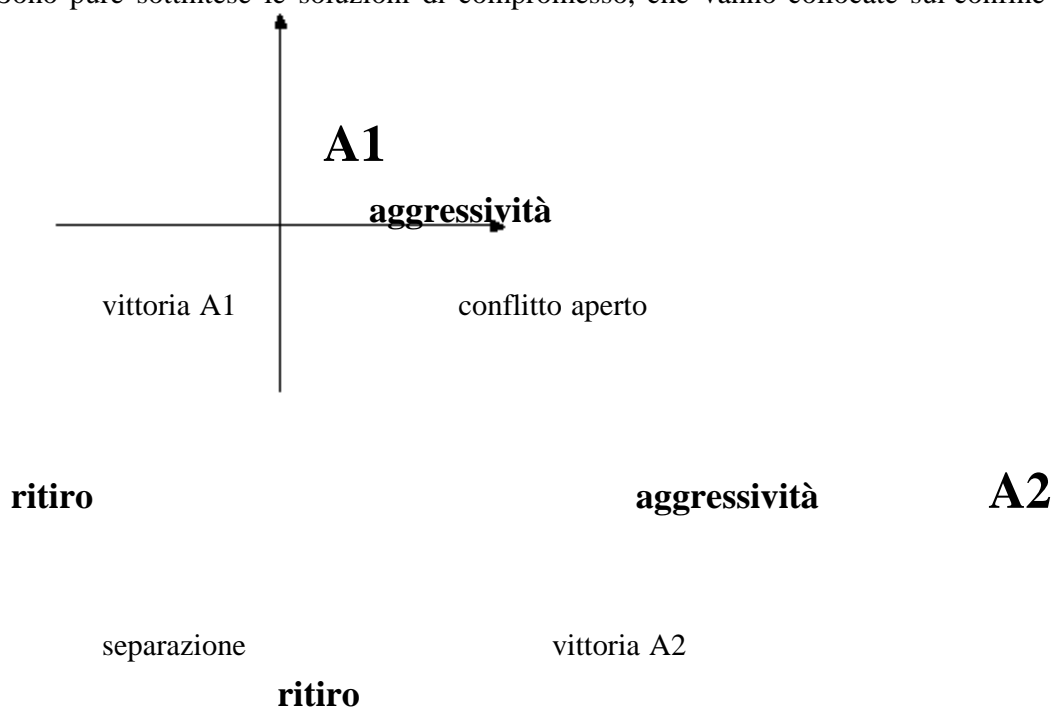 Sono pure sottintese le soluzioni di compromesso, che vanno collocate sul confine
A1
aggressività
vittoria A1 conflitto aperto
ritiro aggressività A2
separazione vittoria A2
ritiro